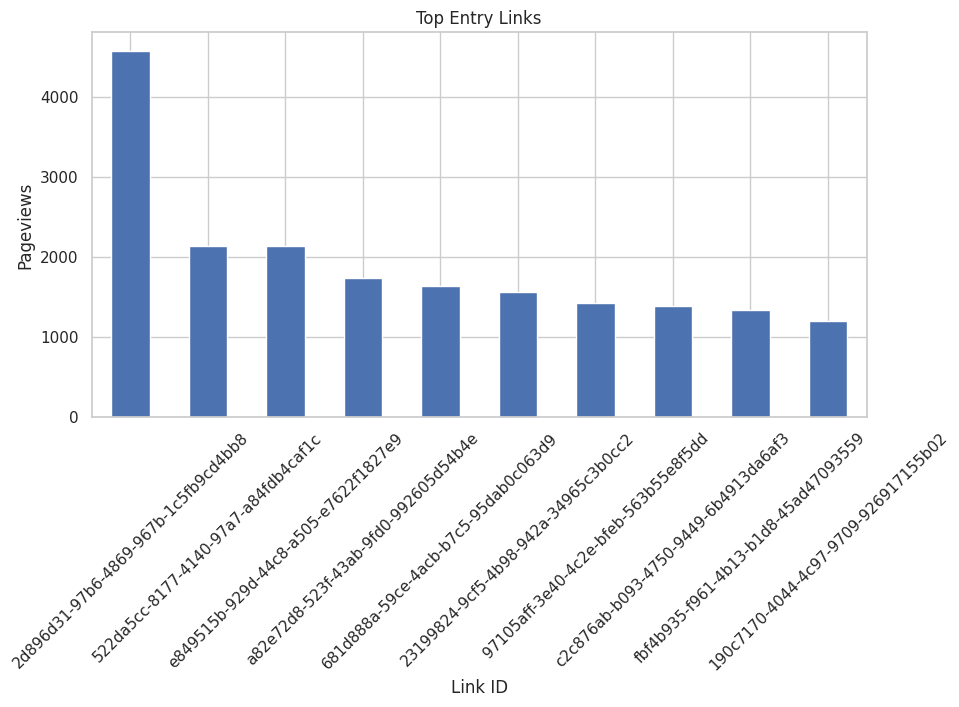 Top Entry Links
Pageviews
4000
3000
2000
1000
0
2d896d31-97b6-4869-967b-1c5fb9cd4bb8
522da5cc-8177-4140-97a7-a84fdb4caf1c
e849515b-929d-44c8-a505-e7622f1827e9
a82e72d8-523f-43ab-9fd0-992605d54b4e
681d888a-59ce-4acb-b7c5-95dab0c063d9
23199824-9cf5-4b98-942a-34965c3b0cc2
97105aff-3e40-4c2e-bfeb-563b55e8f5dd
c2c876ab-b093-4750-9449-6b4913da6af3
fbf4b935-f961-4b13-b1d8-45ad47093559
190c7170-4044-4c97-9709-926917155b02
Link ID